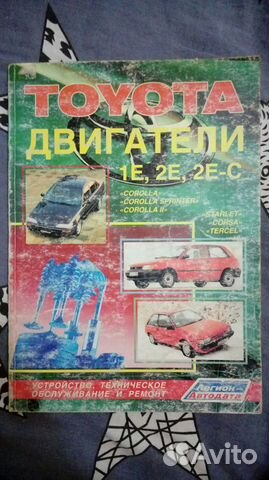 TOYOTA
ДВИГАТЕЛИ
1E, 2E, 2E-C
«COROLLA»
«COROLLA SPRINTER»
«COROLLA II»
«STARLET»
«CORSA»
«TERCEL»
УСТРОЙСТВО, ТЕХНИЧЕСКОЕ
ОБСЛУЖИВАНИЕ И РЕМОНТ
Легион-
Автодата
Avito